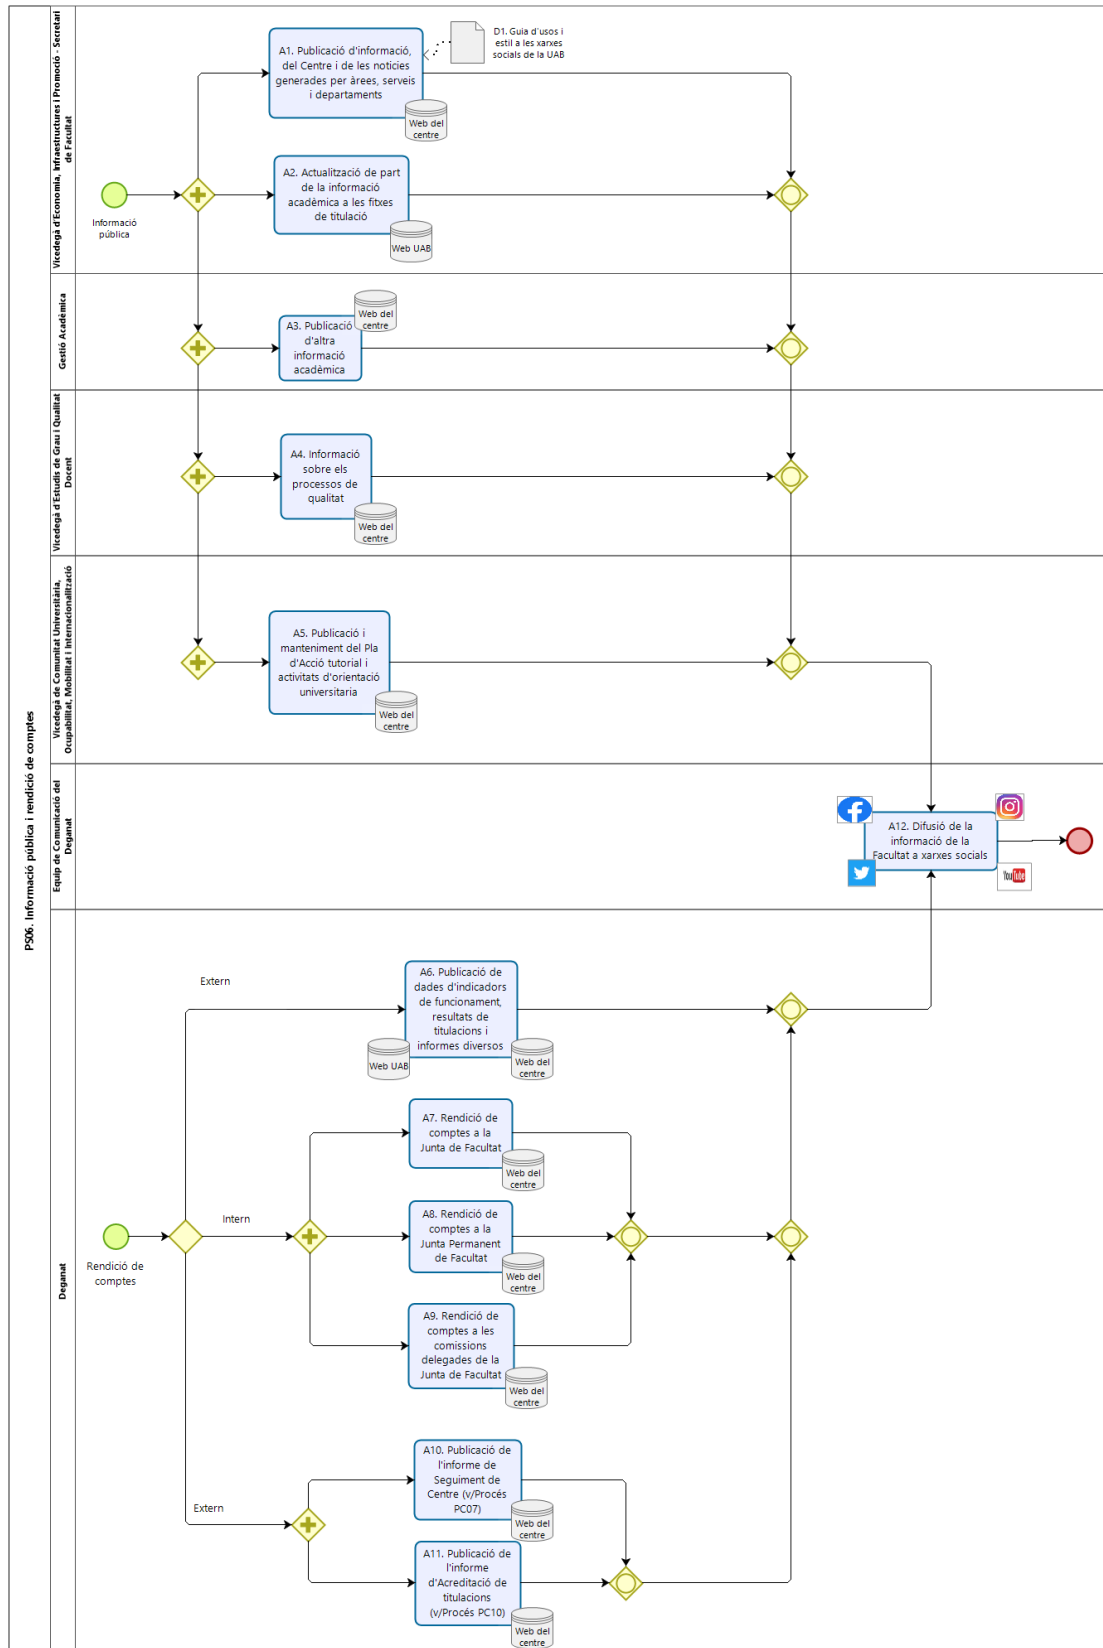 PS06. Informació pública i rendició de comptes
Vicedegà d'Economia, Infraestructures i Promoció - Secretari
de Facultat
Informació
pública
A1. Publicació d'informació,
del Centre i de les noticies
generades per àrees, serveis
i departaments
Web del
centre
D1. Guia d'usos i
estil a les xarxes
socials de la UAB
A2. Actualització de part
de la informació
acadèmica a les fitxes
de titulació
Web UAB
Gestió Acadèmica
A3. Publicació
d'altra
informació
acadèmica
Web del
centre
Vicedegà d'Estudis de Grau i Qualitat
Docent
A4. Informació
sobre els
processos de
qualitat
Web del
centre
Vicedegà de Comunitat Universitària,
Ocupabilitat, Mobilitat i Internacionalització
A5. Publicació i
manteniment del Pla
d'Acció tutorial i
activitats d'orientació
universitaria
Web del
centre
Equip de Comunicació del
Deganat
A12. Difusió de la
informació de la
Facultat a xarxes socials
YouTube
Deganat
Rendició de
comptes
Extern
A6. Publicació de
dades d'indicadors
de funcionament,
resultats de
titulacions i
informes diversos
Web UAB
Web del
centre
Intern
A7. Rendició de
comptes a la
Junta de Facultat
Web del
centre
A8. Rendició de
comptes a la
Junta Permanent
de Facultat
Web del
centre
A9. Rendició de
comptes a les
comissions
delegades de la
Junta de Facultat
Web del
centre
Extern
A10. Publicació de
l'informe de
Seguiment de
Centre (v/Procés
PC07)
Web del
centre
A11. Publicació de
l'informe
d'Acreditació de
titulacions
(v/Procés PC10)
Web del
centre